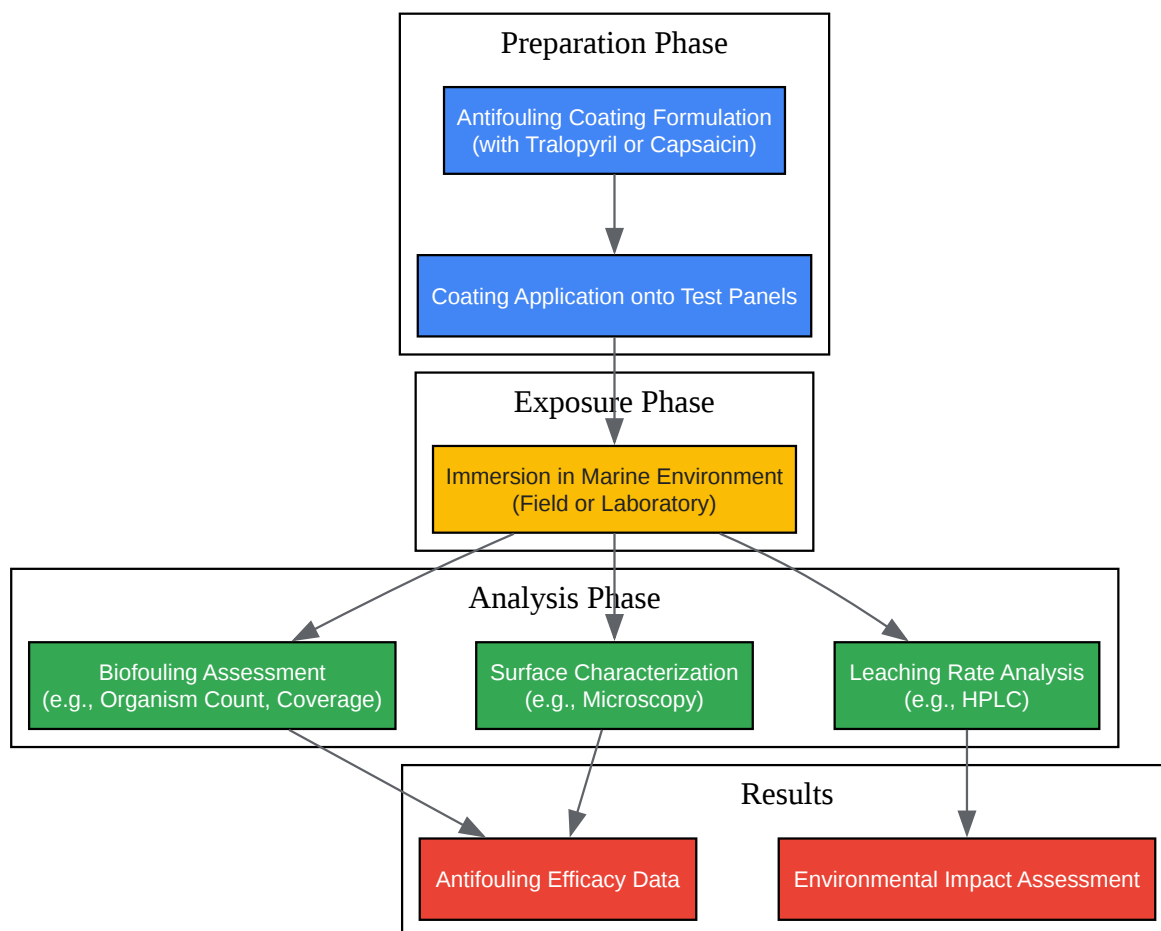 Preparation Phase
Antifouling Coating Formulation
(with Tralopyril or Capsaicin)
Coating Application onto Test Panels
Exposure Phase
Immersion in Marine Environment
(Field or Laboratory)
Analysis Phase
Biofouling Assessment
(e.g., Organism Count, Coverage)
Surface Characterization
(e.g., Microscopy)
Leaching Rate Analysis
(e.g., HPLC)
Results
Antifouling Efficacy Data
Environmental Impact Assessment